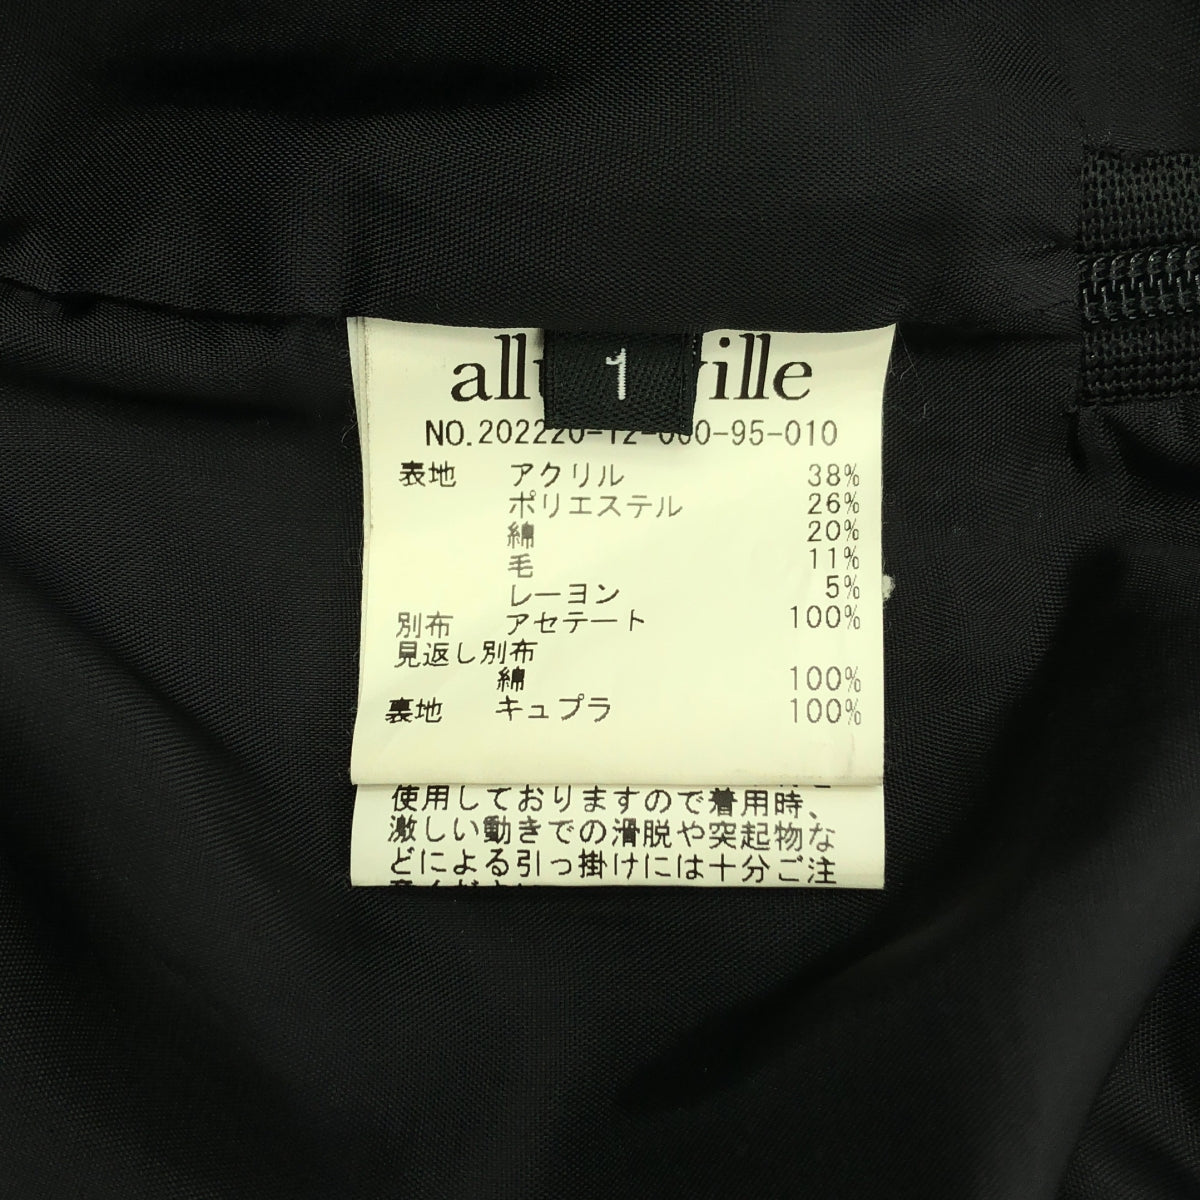 1
NO.202220-12-000-95-010
表地 アクリル 38%
ポリエステル 26%
綿 20%
毛 11%
レーヨン 5%
別布 アセテート 100%
見返し別布
綿 100%
裏地 キュプラ 100%
使用しておりますので着用時、
激しい動きでの滑脱や突起物な
どによる引っ掛けには十分ご注